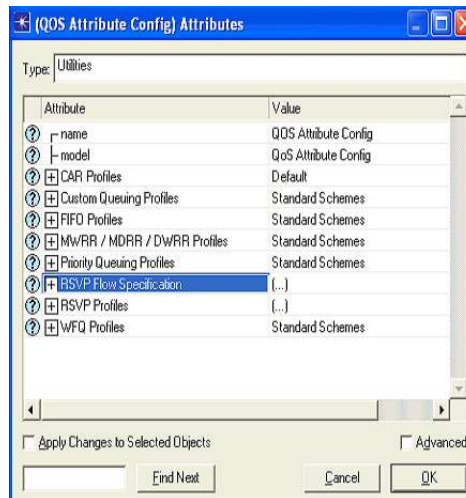 (QOS Attribute Config) Attributes
Type: Utilities
Attribute Value
name QOS Attribute Config
model QoS Attribute Config
CAR Profiles Default
Custom Queuing Profiles Standard Schemes
FIFO Profiles Standard Schemes
MWRR / MDRR / DWRR Profiles Standard Schemes
Priority Queuing Profiles Standard Schemes
RSVP Flow Specification (...)
RSVP Profiles (...)
WFQ Profiles Standard Schemes
Apply Changes to Selected Objects Advanced
Find Next Cancel OK